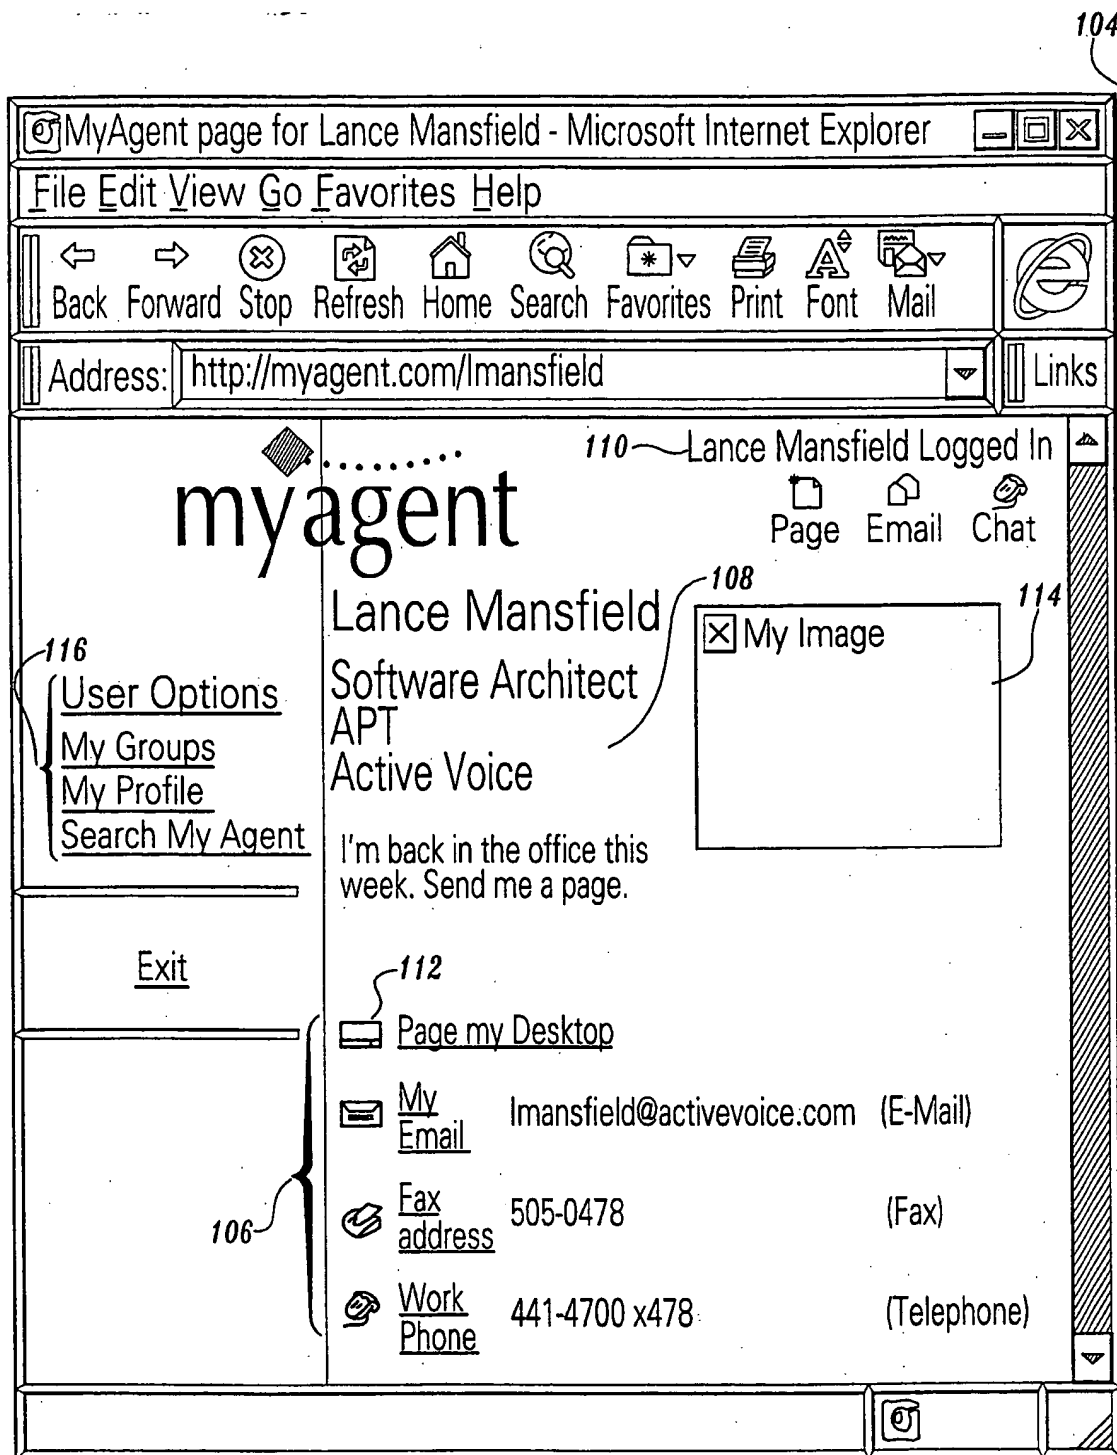 104
MyAgent page for Lance Mansfield - Microsoft Internet Explorer
File Edit View Go Favorites Help
Back Forward Stop Refresh Home Search Favorites Print Font Mail
Address: http://myagent.com/lmansfield Links
110 Lance Mansfield Logged In
myagent
Page Email Chat
108
Lance Mansfield
114
My Image
116
User Options
My Groups
My Profile
Search My Agent
Software Architect
APT
Active Voice
I'm back in the office this
week. Send me a page.
Exit
112
Page my Desktop
My
Email lmansfield@activevoice.com (E-Mail)
106
Fax
address 505-0478 (Fax)
Work
Phone 441-4700 x478 (Telephone)